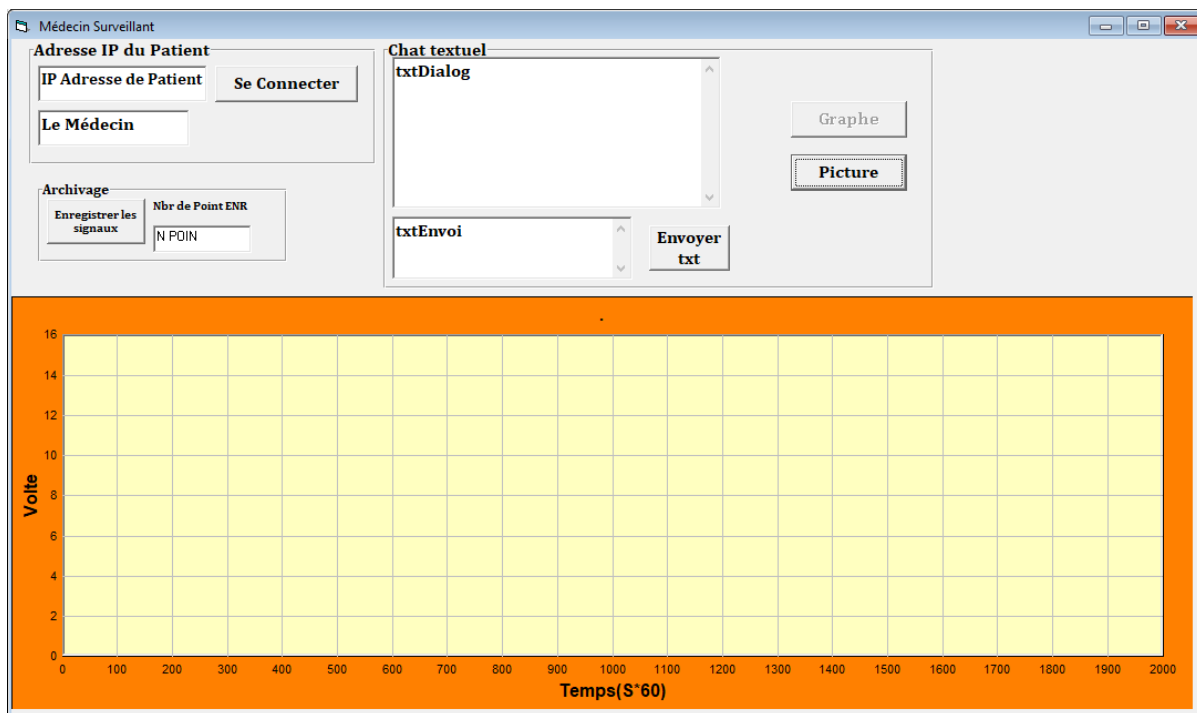 Médecin Surveillant
Adresse IP du Patient
IP Adresse de Patient
Se Connecter
Le Médecin
Archivage
Enregistrer les
signaux
Nbr de Point ENR
N POIN
Chat textuel
txtDialog
txtEnvoi
Envoyer
txt
Graphe
Picture
.
Volte
16
14
12
10
8
6
4
2
0
0 100 200 300 400 500 600 700 800 900 1000 1100 1200 1300 1400 1500 1600 1700 1800 1900 2000
Temps(S*60)